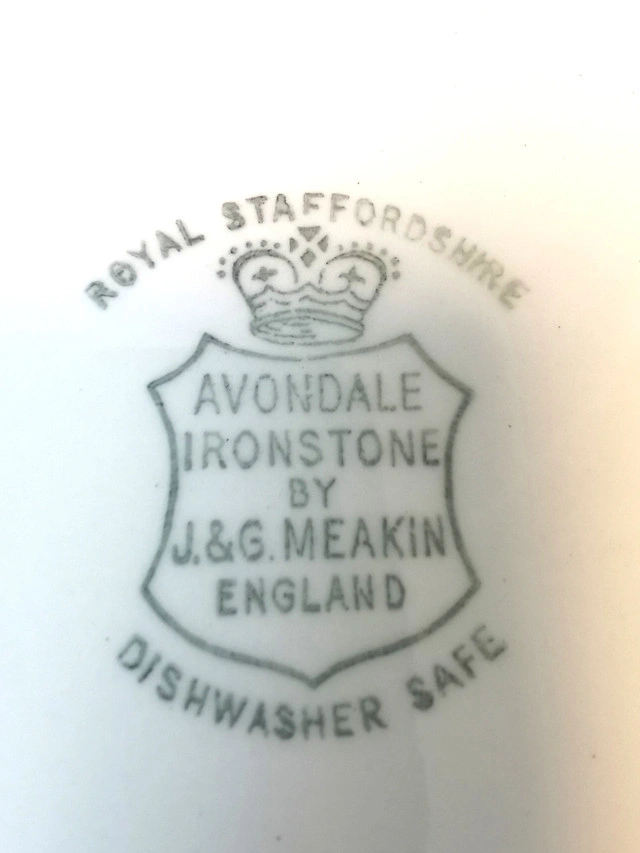 ROYAL STAFFORDSHIRE
AVONDALE
IRONSTONE
BY
J.&G. MEAKIN
ENGLAND
DISHWASHER SAFE